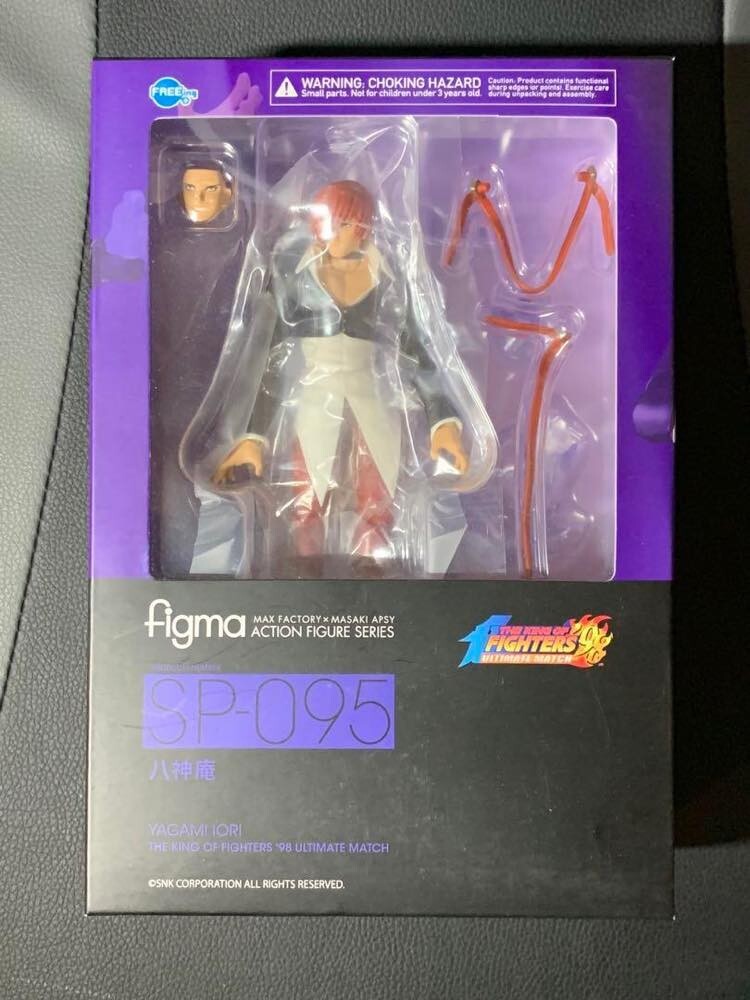 FREEing
WARNING: CHOKING HAZARD
Small parts. Not for children under 3 years old.
Caution: Product contains functional
sharp edges (or points). Exercise care
during unpacking and assembly.
figma
MAX FACTORY × MASAKI APSY
ACTION FIGURE SERIES
THE KING OF
FIGHTERS '98
ULTIMATE MATCH
SP-095
八神庵
YAGAMI IORI
THE KING OF FIGHTERS '98 ULTIMATE MATCH
©SNK CORPORATION ALL RIGHTS RESERVED.